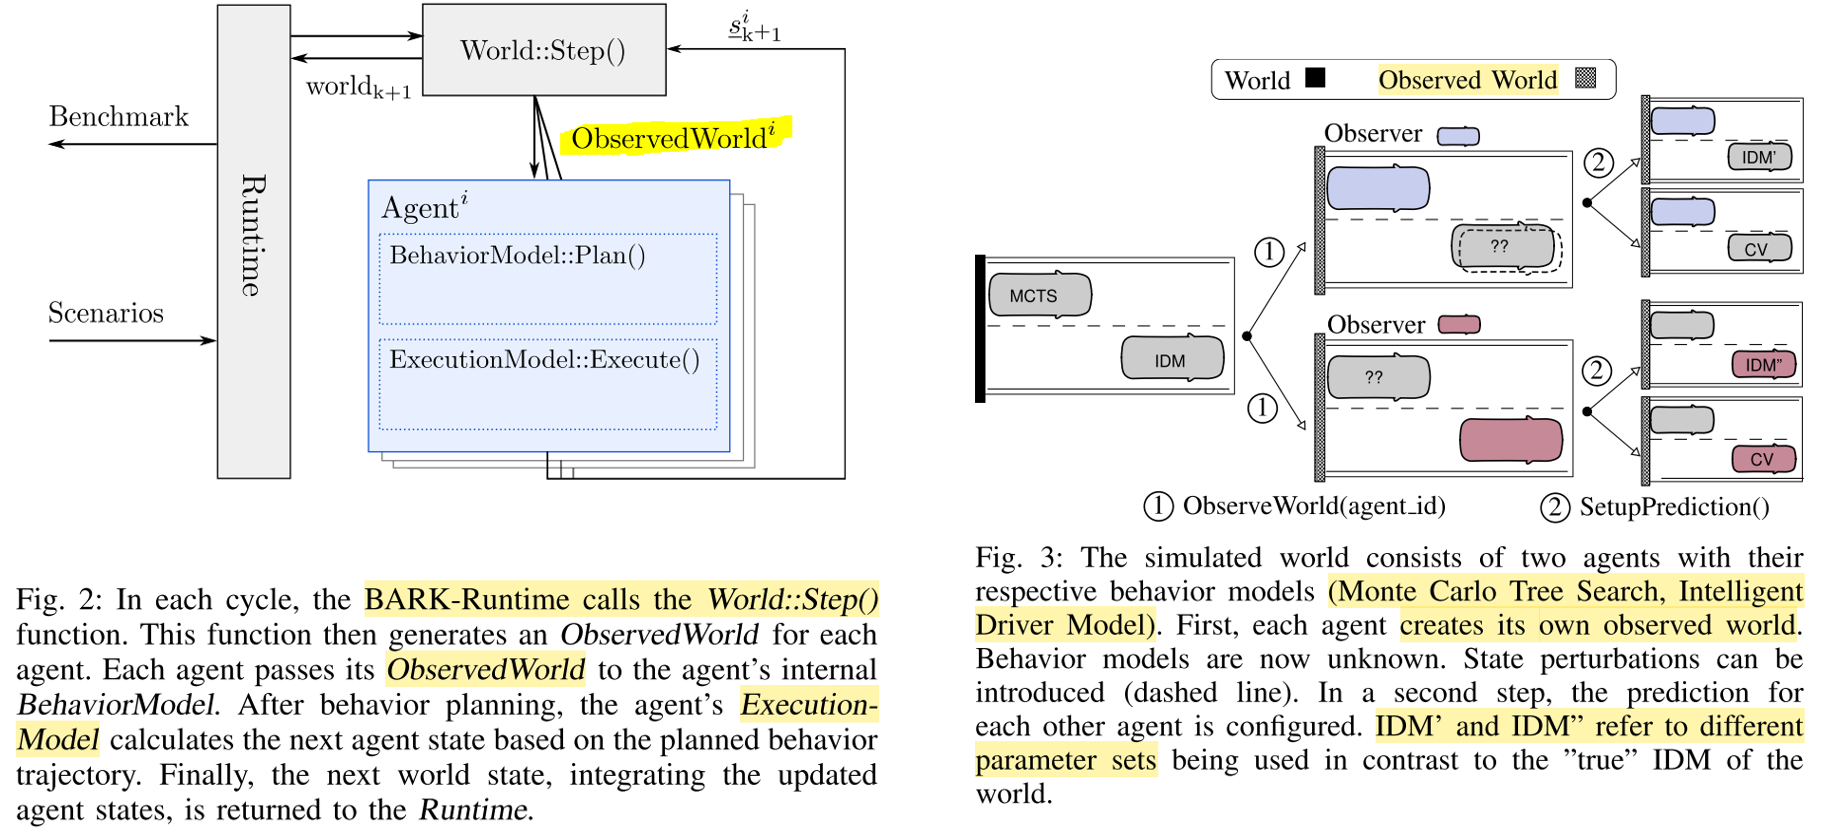 World::Step()
s̲ⁱₖ₊₁
worldₖ₊₁
Benchmark
ObservedWorldⁱ
Runtime
Agentⁱ
BehaviorModel::Plan()
Scenarios
ExecutionModel::Execute()
Fig. 2: In each cycle, the BARK-Runtime calls the World::Step()
function. This function then generates an ObservedWorld for each
agent. Each agent passes its ObservedWorld to the agent's internal
BehaviorModel. After behavior planning, the agent's Execution-
Model calculates the next agent state based on the planned behavior
trajectory. Finally, the next world state, integrating the updated
agent states, is returned to the Runtime.
World Observed World
Observer
②
IDM'
??
①
CV
MCTS
IDM
Observer
②
??
①
IDM”
CV
① ObserveWorld(agent_id) ② SetupPrediction()
Fig. 3: The simulated world consists of two agents with their
respective behavior models (Monte Carlo Tree Search, Intelligent
Driver Model). First, each agent creates its own observed world.
Behavior models are now unknown. State perturbations can be
introduced (dashed line). In a second step, the prediction for
each other agent is configured. IDM' and IDM” refer to different
parameter sets being used in contrast to the ”true” IDM of the
world.